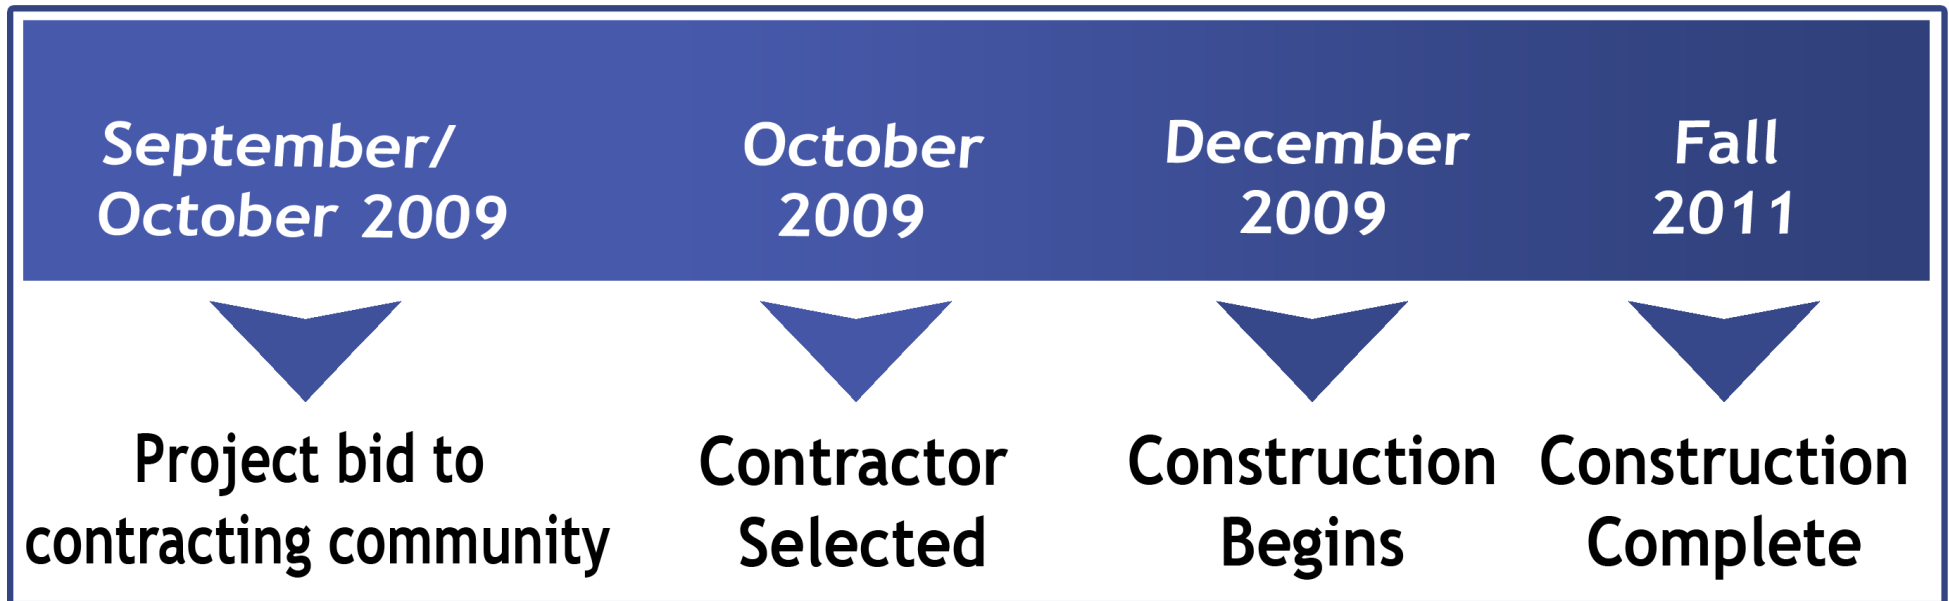 September/
October 2009
October
2009
December
2009
Fall
2011
Project bid to
contracting community
Contractor
Selected
Construction
Begins
Construction
Complete